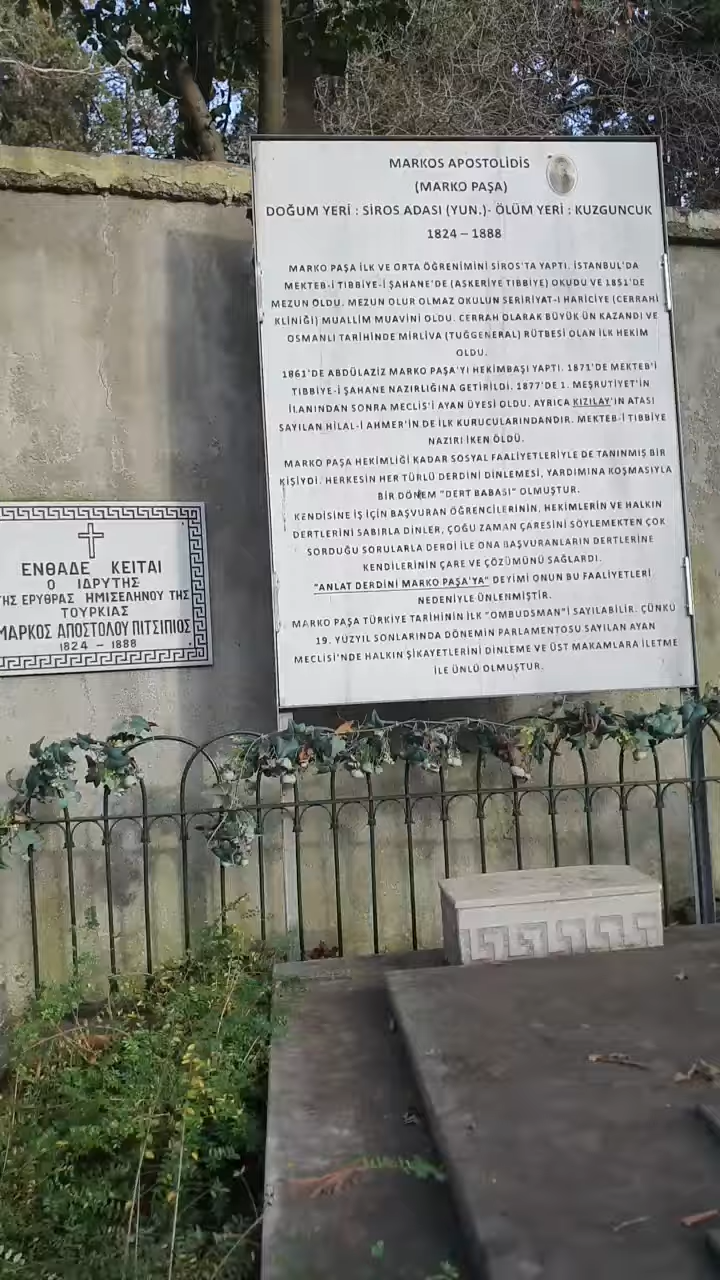 MARKOS APOSTOLİDİS
(MARKO PAŞA)
DOĞUM YERİ : SİROS ADASI (YUN.)- ÖLÜM YERİ : KUZGUNCUK
1824 – 1888
MARKO PAŞA İLK VE ORTA ÖĞRENİMİNİ SİROS'TA YAPTI. İSTANBUL'DA
MEKTEB-İ TIBBİYE-İ ŞAHANE'DE (ASKERİYE TIBBİYE) OKUDU VE 1851'DE
MEZUN OLDU. MEZUN OLUR OLMAZ OKULUN SERİRİYAT-I HARİCİYE (CERRAHİ
KLİNİĞİ) MUALLİM MUAVİNİ OLDU. CERRAH OLARAK BÜYÜK ÜN KAZANDI VE
OSMANLI TARİHİNDE MİRLİVA (TUĞGENERAL) RÜTBESİ OLAN İLK HEKİM
OLDU.
1861'DE ABDÜLAZİZ MARKO PAŞA'YI HEKİMBAŞI YAPTI. 1871'DE MEKTEB'İ
TIBBİYE-İ ŞAHANE NAZIRLIĞINA GETİRİLDİ. 1877'DE 1. MEŞRUTİYET'İN
İLANINDAN SONRA MECLİS'İ AYAN ÜYESİ OLDU. AYRICA KIZILAY'IN ATASI
SAYILAN HİLAL-İ AHMER'İN DE İLK KURUCULARINDANDIR. MEKTEB-İ TIBBİYE
NAZIRI İKEN ÖLDÜ.
MARKO PAŞA HEKİMLİĞİ KADAR SOSYAL FAALİYETLERİYLE DE TANINMIŞ BİR
KİŞİYDİ. HERKESİN HER TÜRLÜ DERDİNİ DİNLEMESİ, YARDIMINA KOŞMASIYLA
BİR DÖNEM "DERT BABASI" OLMUŞTUR.
KENDİSİNE İŞ İÇİN BAŞVURAN ÖĞRENCİLERİNİN, HEKİMLERİN VE HALKIN
DERTLERİNİ SABIRLA DİNLER, ÇOĞU ZAMAN ÇARESİNİ SÖYLEMEKTEN ÇOK
SORDUĞU SORULARLA DERDİ İLE ONA BAŞVURANLARIN DERTLERİNE
KENDİLERİNİN ÇARE VE ÇÖZÜMÜNÜ SAĞLARDI.
"ANLAT DERDİNİ MARKO PAŞA'YA" DEYİMİ ONUN BU FAALİYETLERİ
NEDENİYLE ÜNLENMİŞTİR.
MARKO PAŞA TÜRKİYE TARİHİNİN İLK "OMBUDSMAN"İ SAYILABİLİR. ÇÜNKÜ
19. YÜZYIL SONLARINDA DÖNEMİN PARLAMENTOSU SAYILAN AYAN
MECLİSİ'NDE HALKIN ŞİKAYETLERİNİ DİNLEME VE ÜST MAKAMLARA İLETME
İLE ÜNLÜ OLMUŞTUR.
ΕΝΘΑΔΕ ΚΕΙΤΑΙ
Ο ΙΔΡΥΤΗΣ
ΤΗΣ ΕΡΥΘΡΑΣ ΗΜΙΣΕΛΗΝΟΥ ΤΗΣ
ΤΟΥΡΚΙΑΣ
ΜΑΡΚΟΣ ΑΠΟΣΤΟΛΟΥ ΠΙΤΣΙΠΙΟΣ
1824 – 1888